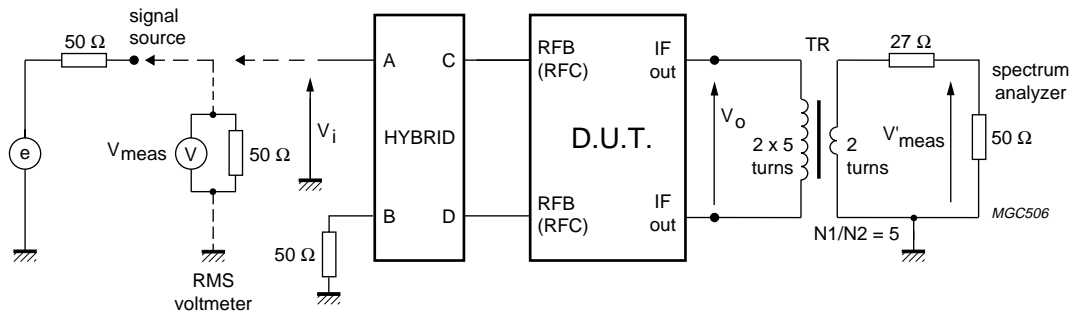 signal
source
50 Ω
e
Vmeas
V
50 Ω
RMS
voltmeter
Vi
50 Ω
A
C
HYBRID
B
D
RFB
(RFC)
IF
out
D.U.T.
RFB
(RFC)
IF
out
Vo
TR
2 x 5
turns
2
turns
N1/N2 = 5
27 Ω
V'meas
spectrum
analyzer
50 Ω
MGC506